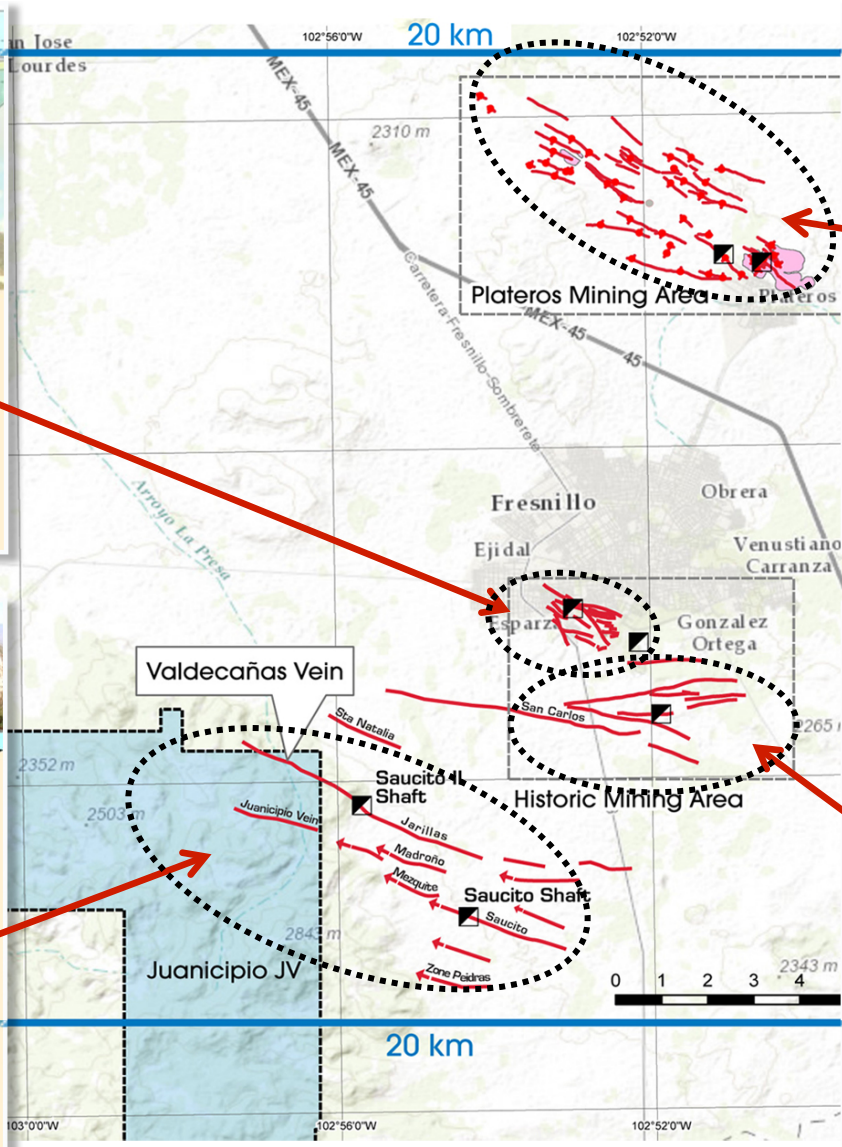 102°56'0"W
20 km
102°52'0"W
n Jose
Lourdes
MEX-45
2310 m
MEX-45
Carretera Fresnillo-Sombrerete
Plateros Mining Area
Plateros
MEX-45
45
Arroyo La Presa
Fresnillo
Obrera
Ejidal
Venustiano
Carranza
Esparz
Gonzalez
Ortega
Valdecañas Vein
San Carlos
Sta Natalia
2265
2352 m
Saucito II
Shaft
Historic Mining Area
2503 m
Juanicipio Vein
Jarillas
Madroño
Mezquite
Saucito Shaft
Saucito
2843 m
Juanicipio JV
Zone Peidras
2343 m
0 1 2 3 4
20 km
103°00'W
102°56'0"W
102°52'0"W